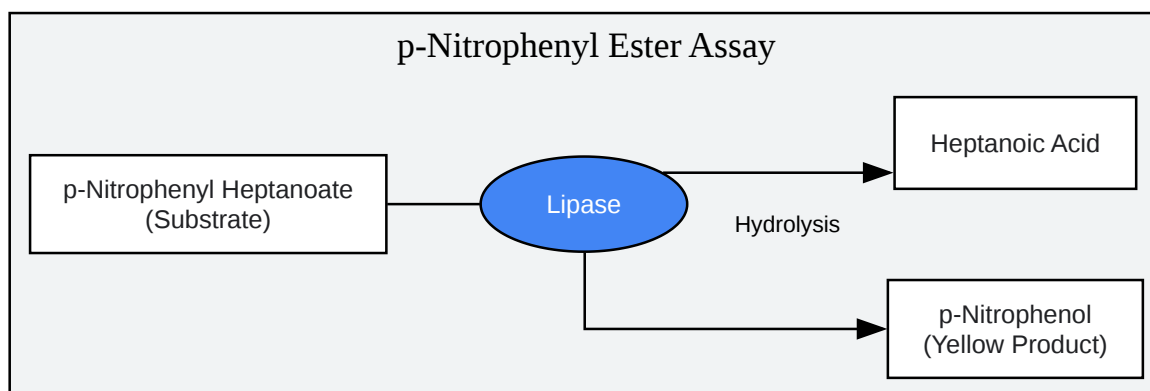 p-Nitrophenyl Ester Assay
p-Nitrophenyl Heptanoate
(Substrate)
Lipase
Hydrolysis
Heptanoic Acid
p-Nitrophenol
(Yellow Product)